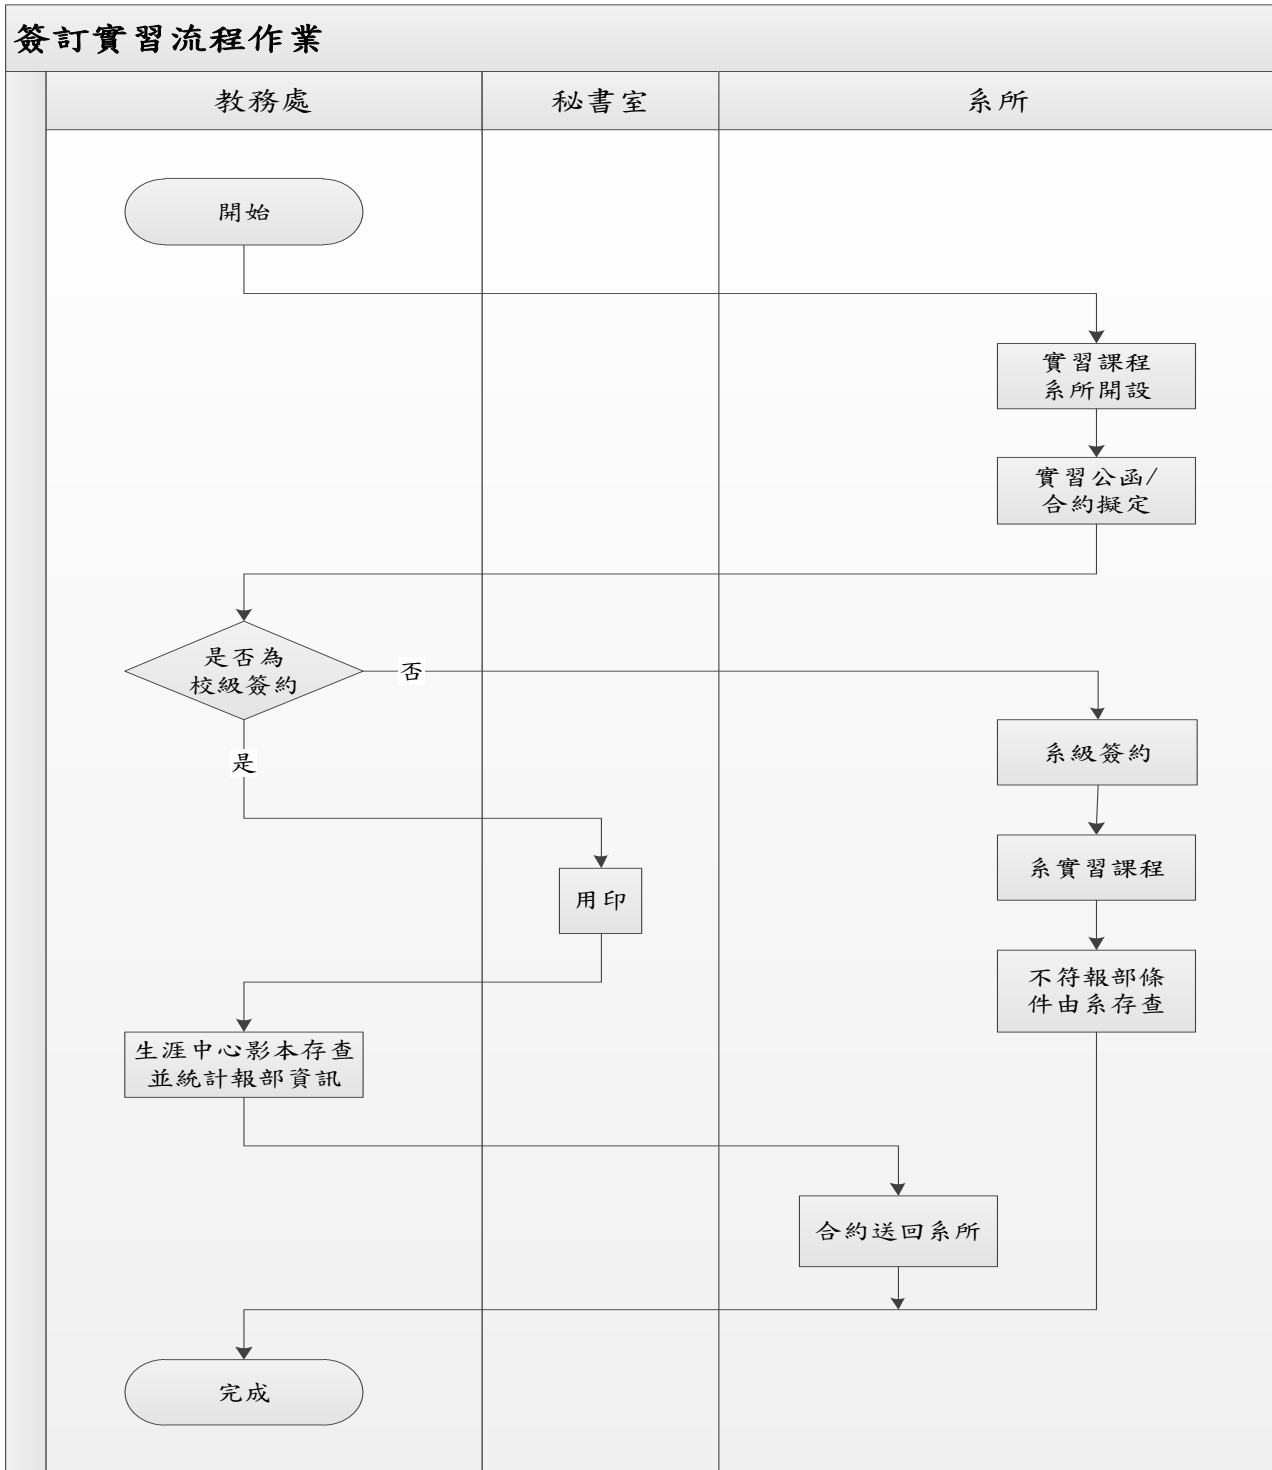 簽訂實習流程作業
教務處
秘書室
系所
開始
實習課程
系所開設
實習公函/
合約擬定
是否為
校級簽約
否
是
系級簽約
系實習課程
用印
不符報部條
件由系存查
生涯中心影本存查
並統計報部資訊
合約送回系所
完成